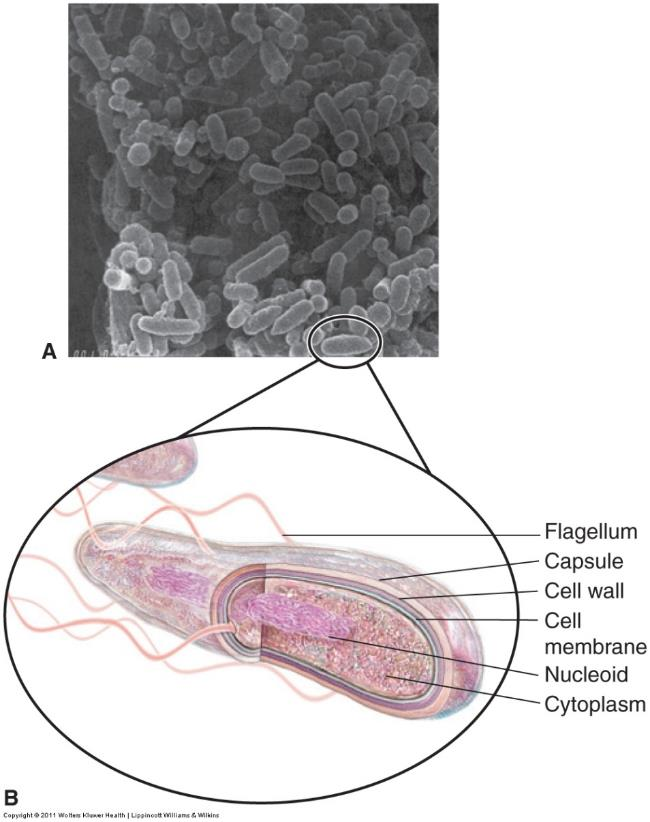 A
Flagellum
Capsule
Cell wall
Cell
membrane
Nucleoid
Cytoplasm
B
Copyright © 2011 Wolters Kluwer Health | Lippincott Williams & Wilkins